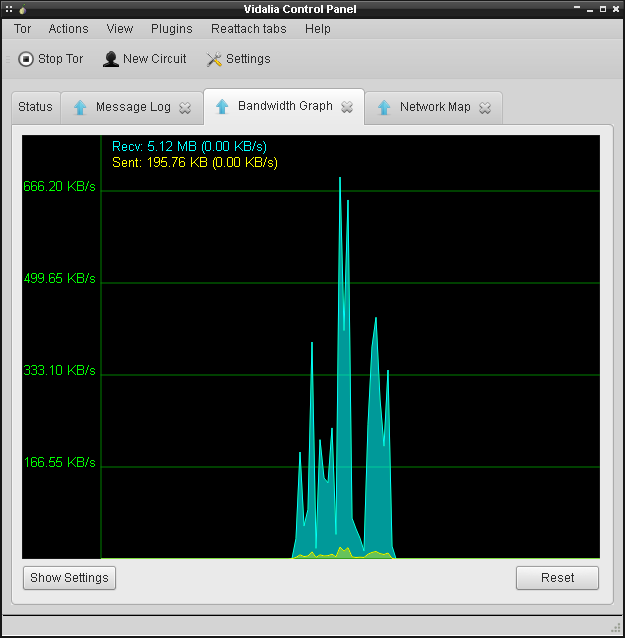 Vidalia Control Panel
Tor Actions View Plugins Reattach tabs Help
Stop Tor New Circuit Settings
Status Message Log Bandwidth Graph Network Map
Recv: 5.12 MB (0.00 KB/s)
Sent: 195.76 KB (0.00 KB/s)
666.20 KB/s
499.65 KB/s
333.10 KB/s
166.55 KB/s
Show Settings Reset